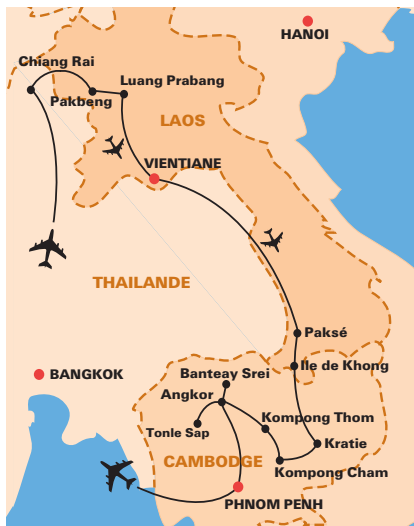 HANOI
Chiang Rai
Luang Prabang
Pakbeng
LAOS
VIENTIANE
THAILANDE
Paksé
Ile de Khong
BANGKOK
Banteay Srei
Angkor
Kompong Thom
Tonle Sap
Kratie
CAMBODGE
Kompong Cham
PHNOM PENH